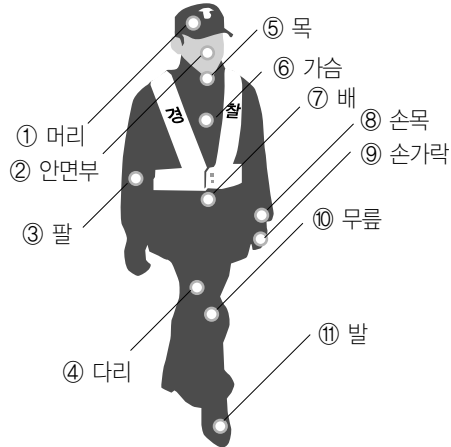 ① 머리
② 안면부
③ 팔
④ 다리
⑤ 목
⑥ 가슴
⑦ 배
⑧ 손목
⑨ 손가락
⑩ 무릎
⑪ 발
경 찰